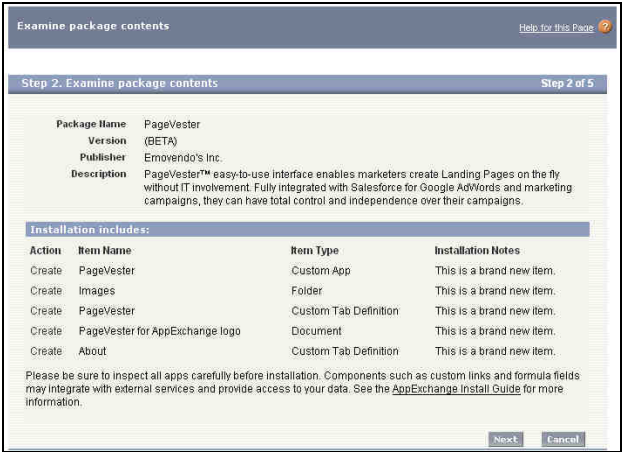 Examine package contents
Help for this Page ?
Step 2. Examine package contents Step 2 of 5
Package Name PageVester
Version (BETA)
Publisher Emovendo's Inc.
Description PageVester™ easy-to-use interface enables marketers create Landing Pages on the fly
without IT involvement. Fully integrated with Salesforce for Google AdWords and marketing
campaigns, they can have total control and independence over their campaigns.
Installation includes:
Action Item Name Item Type Installation Notes
Create PageVester Custom App This is a brand new item.
Create Images Folder This is a brand new item.
Create PageVester Custom Tab Definition This is a brand new item.
Create PageVester for AppExchange logo Document This is a brand new item.
Create About Custom Tab Definition This is a brand new item.
Please be sure to inspect all apps carefully before installation. Components such as custom links and formula fields
may integrate with external services and provide access to your data. See the AppExchange Install Guide for more
information.
Next Cancel